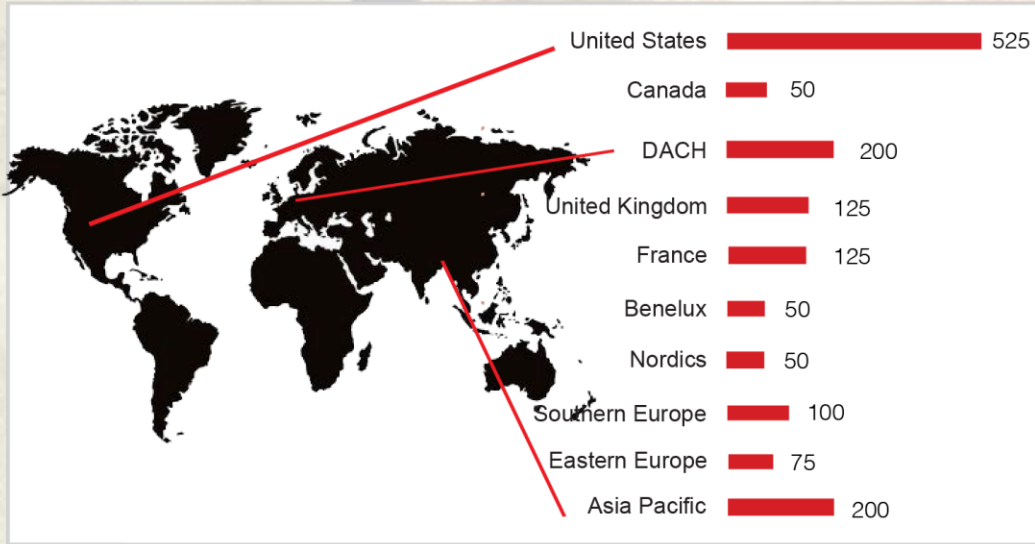 United States 525
Canada 50
DACH 200
United Kingdom 125
France 125
Benelux 50
Nordics 50
Southern Europe 100
Eastern Europe 75
Asia Pacific 200